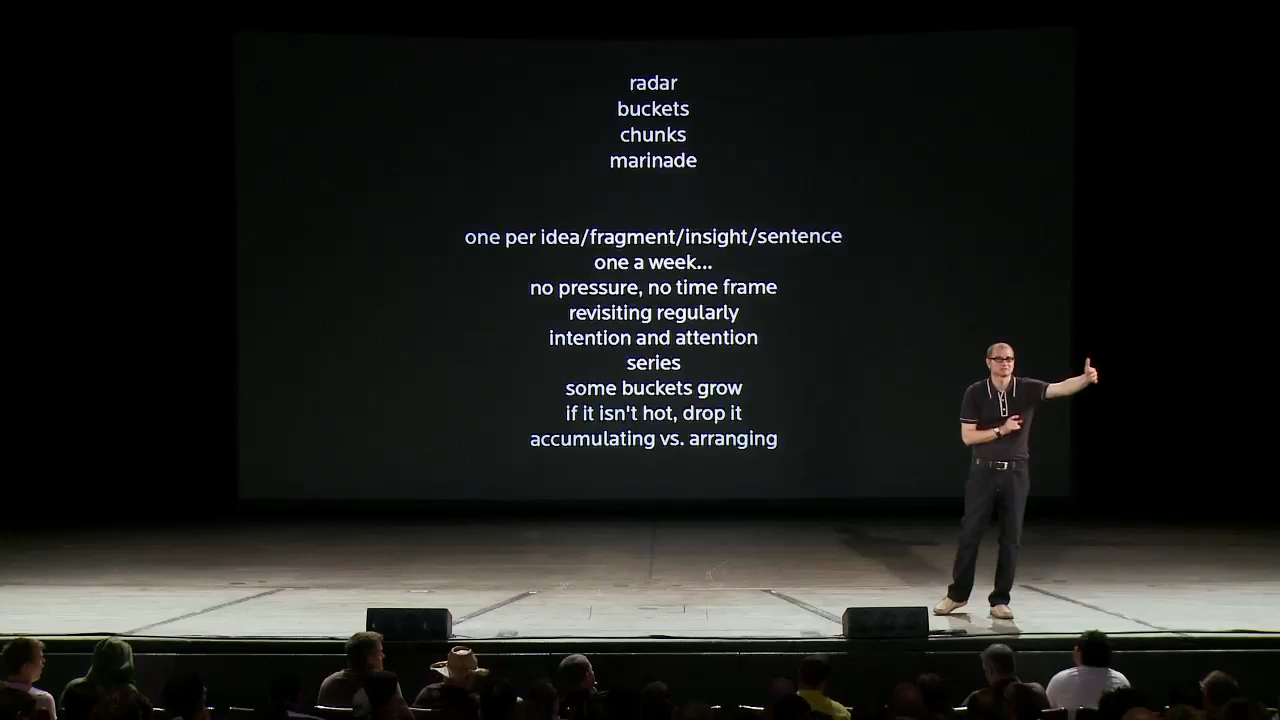 radar
buckets
chunks
marinade
one per idea/fragment/insight/sentence
one a week...
no pressure, no time frame
revisiting regularly
intention and attention
series
some buckets grow
if it isn't hot, drop it
accumulating vs. arranging